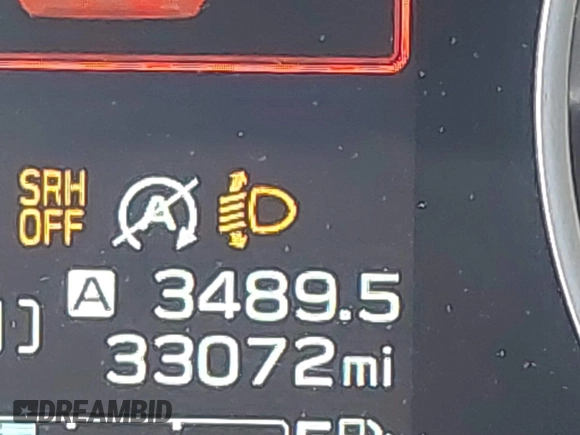 SRH
OFF
A
A 3489.5
33072mi
DREAMBID